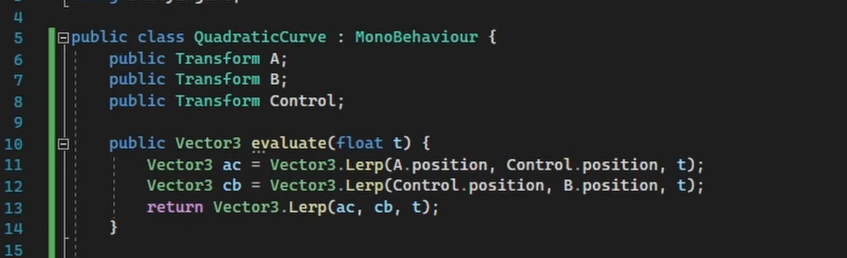 4
5 public class QuadraticCurve : MonoBehaviour {
6 public Transform A;
7 public Transform B;
8 public Transform Control;
9
10 public Vector3 evaluate(float t) {
11 Vector3 ac = Vector3.Lerp(A.position, Control.position, t);
12 Vector3 cb = Vector3.Lerp(Control.position, B.position, t);
13 return Vector3.Lerp(ac, cb, t);
14 }
15